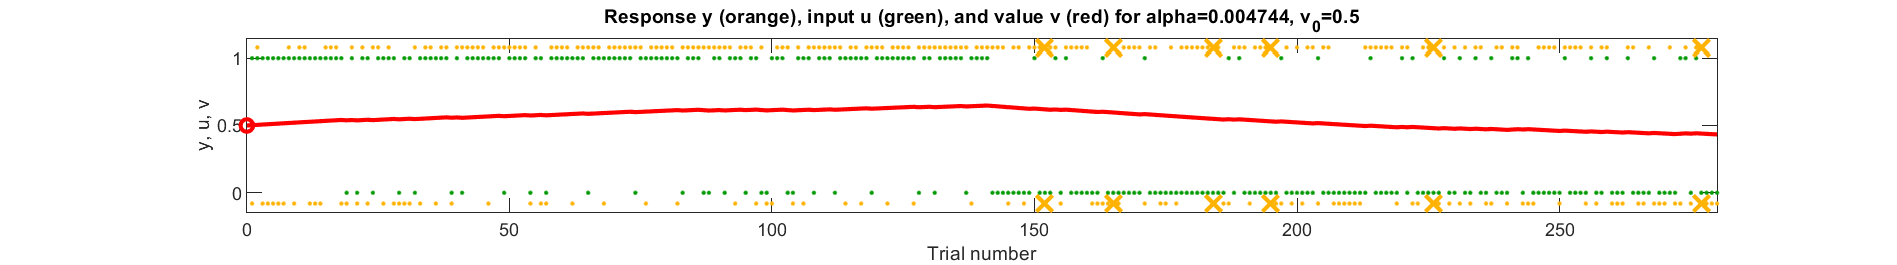 Response y (orange), input u (green), and value v (red) for alpha=0.004744, v0=0.5
y, u, v
1
0.5
0
0 50 100 150 200 250
Trial number